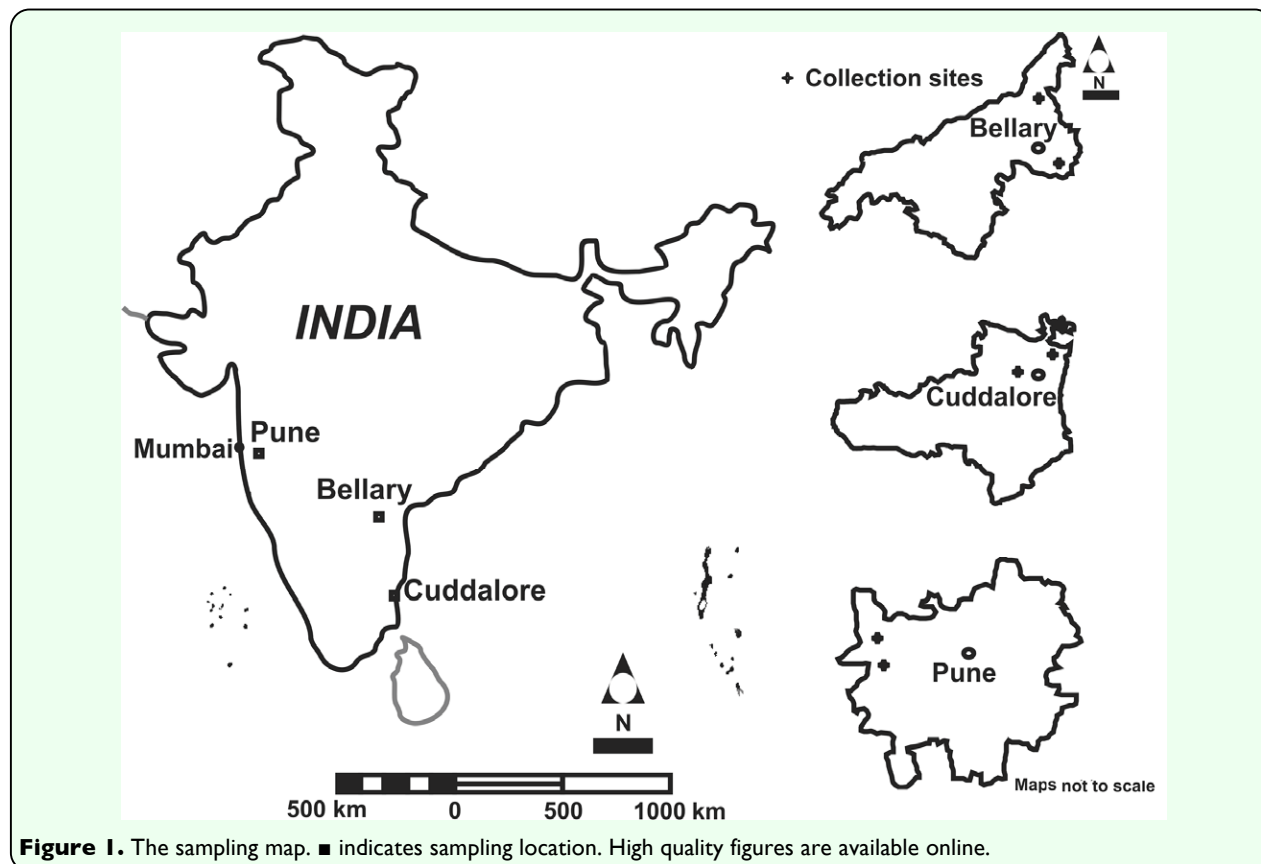 ✚ Collection sites
N
Bellary
INDIA
Mumbai
Pune
Bellary
Cuddalore
Cuddalore
N
Pune
Maps not to scale
500 km 0 500 1000 km
Figure 1. The sampling map. ■ indicates sampling location. High quality figures are available online.